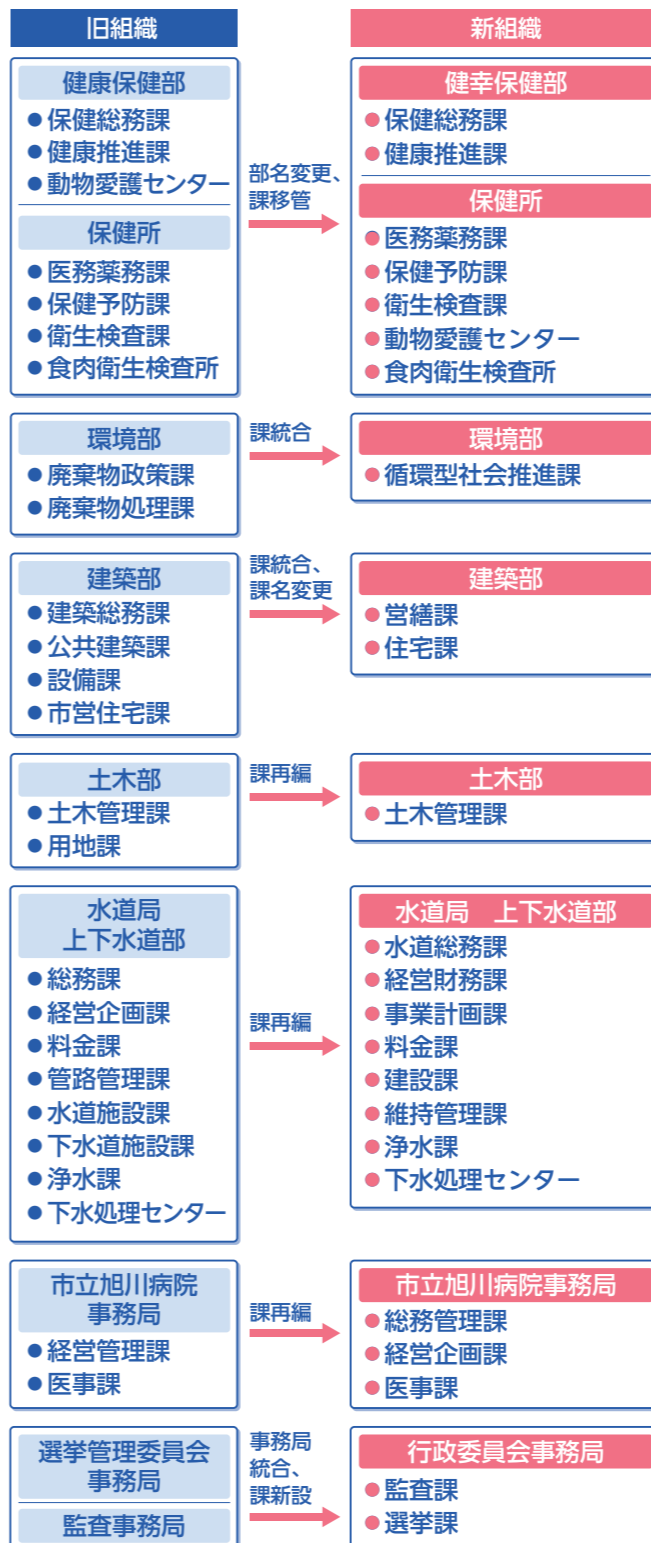 旧組織
新組織
健康保健部
●保健総務課
●健康推進課
●動物愛護センター
保健所
●医務薬務課
●保健予防課
●衛生検査課
●食肉衛生検査所
部名変更、
課移管
健幸保健部
●保健総務課
●健康推進課
保健所
●医務薬務課
●保健予防課
●衛生検査課
●動物愛護センター
●食肉衛生検査所
環境部
●廃棄物政策課
●廃棄物処理課
課統合
環境部
●循環型社会推進課
建築部
●建築総務課
●公共建築課
●設備課
●市営住宅課
課統合、
課名変更
建築部
●営繕課
●住宅課
土木部
●土木管理課
●用地課
課再編
土木部
●土木管理課
水道局
上下水道部
●総務課
●経営企画課
●料金課
●管路管理課
●水道施設課
●下水道施設課
●浄水課
●下水処理センター
課再編
水道局　上下水道部
●水道総務課
●経営財務課
●事業計画課
●料金課
●建設課
●維持管理課
●浄水課
●下水処理センター
市立旭川病院
事務局
●経営管理課
●医事課
課再編
市立旭川病院事務局
●総務管理課
●経営企画課
●医事課
選挙管理委員会
事務局
監査事務局
事務局
統合、
課新設
行政委員会事務局
●監査課
●選挙課